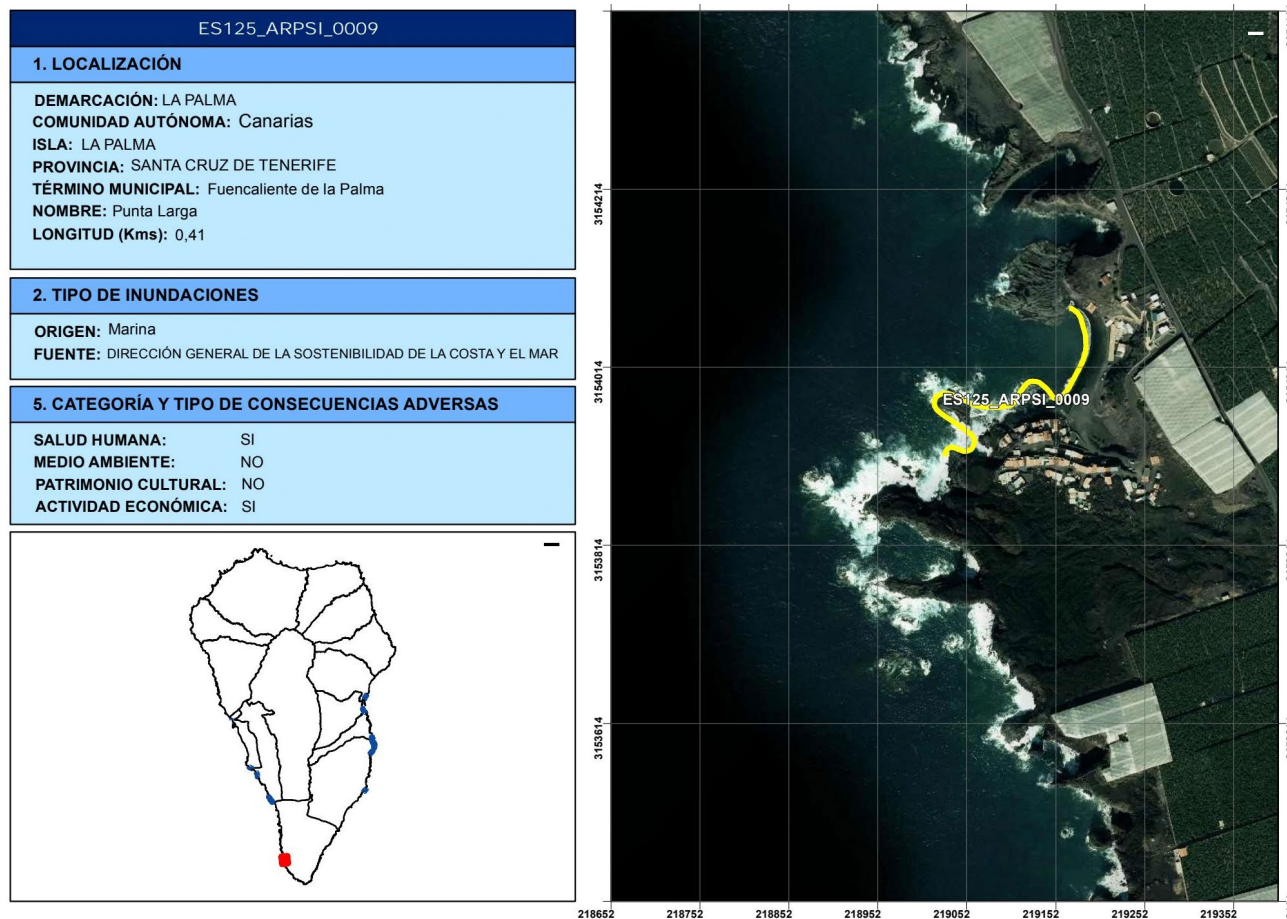 ES125_ARPSI_0009
1. LOCALIZACIÓN
DEMARCACIÓN: LA PALMA
COMUNIDAD AUTÓNOMA: Canarias
ISLA: LA PALMA
PROVINCIA: SANTA CRUZ DE TENERIFE
TÉRMINO MUNICIPAL: Fuencaliente de la Palma
NOMBRE: Punta Larga
LONGITUD (Kms): 0,41
2. TIPO DE INUNDACIONES
ORIGEN: Marina
FUENTE: DIRECCIÓN GENERAL DE LA SOSTENIBILIDAD DE LA COSTA Y EL MAR
5. CATEGORÍA Y TIPO DE CONSECUENCIAS ADVERSAS
SALUD HUMANA: SI
MEDIO AMBIENTE: NO
PATRIMONIO CULTURAL: NO
ACTIVIDAD ECONÓMICA: SI
3154214
3154014
3153814
3153614
ES125_ARPSI_0009
218652 218752 218852 218952 219052 219152 219252 219352